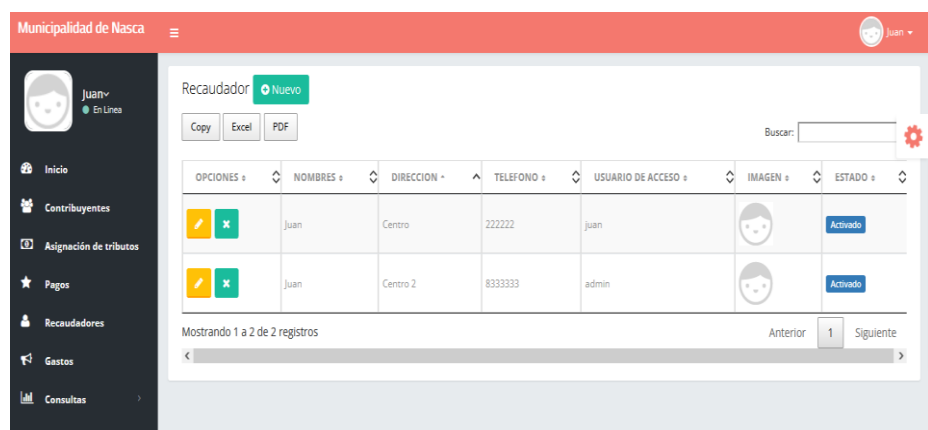 Municipalidad de Nasca
Juan
Juan
En Linea
Inicio
Contribuyentes
Asignación de tributos
Pagos
Recaudadores
Gastos
Consultas
Recaudador Nuevo
Copy Excel PDF
Buscar:
OPCIONES NOMBRES DIRECCION TELEFONO USUARIO DE ACCESO IMAGEN ESTADO
Juan Centro 222222 juan Activado
Juan Centro 2 8333333 admin Activado
Mostrando 1 a 2 de 2 registros
Anterior 1 Siguiente